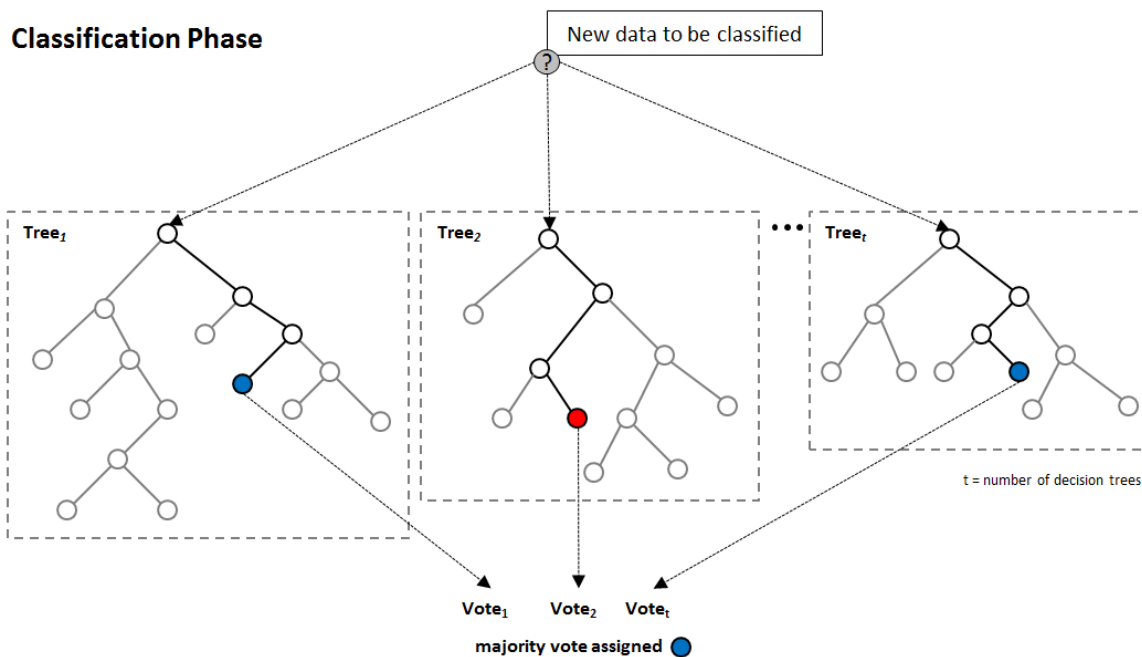 Classification Phase
New data to be classified
?
Tree1
Tree2
•••
Treet
t = number of decision trees
Vote1
Vote2
Votet
majority vote assigned